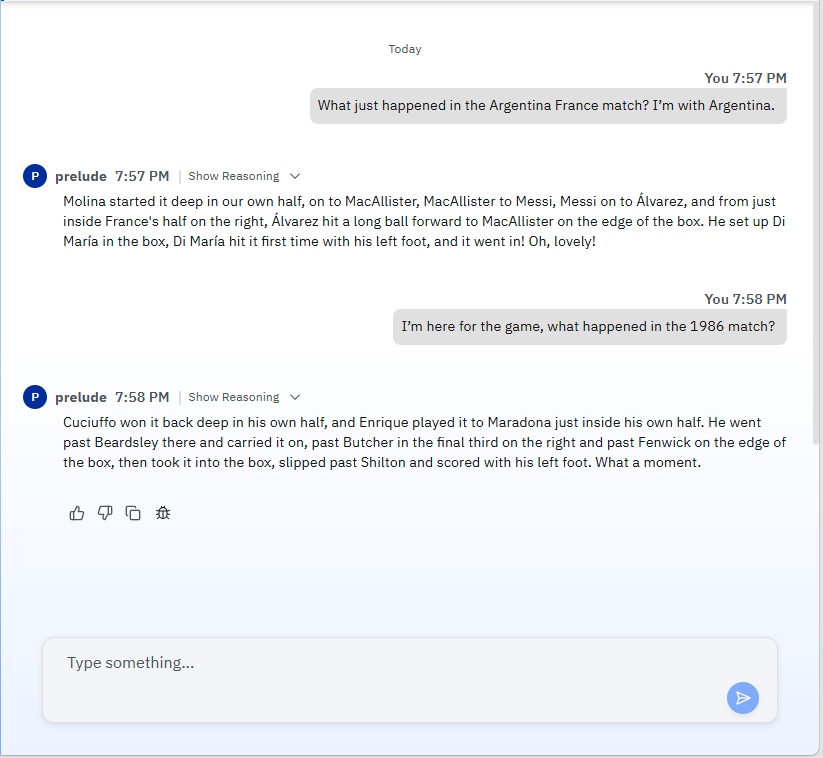 Today
You 7:57 PM
What just happened in the Argentina France match? I’m with Argentina.
P prelude 7:57 PM | Show Reasoning
Molina started it deep in our own half, on to MacAllister, MacAllister to Messi, Messi on to Álvarez, and from just
inside France's half on the right, Álvarez hit a long ball forward to MacAllister on the edge of the box. He set up Di
María in the box, Di María hit it first time with his left foot, and it went in! Oh, lovely!
You 7:58 PM
I’m here for the game, what happened in the 1986 match?
P prelude 7:58 PM | Show Reasoning
Cuciuffo won it back deep in his own half, and Enrique played it to Maradona just inside his own half. He went
past Beardsley there and carried it on, past Butcher in the final third on the right and past Fenwick on the edge of
the box, then took it into the box, slipped past Shilton and scored with his left foot. What a moment.
Type something...